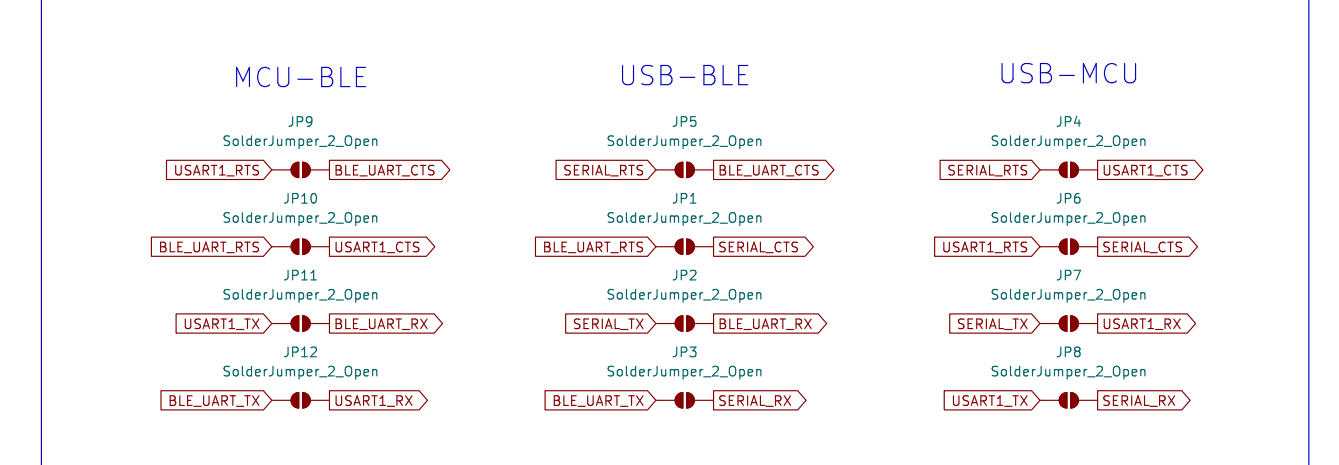 MCU-BLE
JP9
SolderJumper_2_Open
USART1_RTS BLE_UART_CTS
JP10
SolderJumper_2_Open
BLE_UART_RTS USART1_CTS
JP11
SolderJumper_2_Open
USART1_TX BLE_UART_RX
JP12
SolderJumper_2_Open
BLE_UART_TX USART1_RX
USB-BLE
JP5
SolderJumper_2_Open
SERIAL_RTS BLE_UART_CTS
JP1
SolderJumper_2_Open
BLE_UART_RTS SERIAL_CTS
JP2
SolderJumper_2_Open
SERIAL_TX BLE_UART_RX
JP3
SolderJumper_2_Open
BLE_UART_TX SERIAL_RX
USB-MCU
JP4
SolderJumper_2_Open
SERIAL_RTS USART1_CTS
JP6
SolderJumper_2_Open
USART1_RTS SERIAL_CTS
JP7
SolderJumper_2_Open
SERIAL_TX USART1_RX
JP8
SolderJumper_2_Open
USART1_TX SERIAL_RX